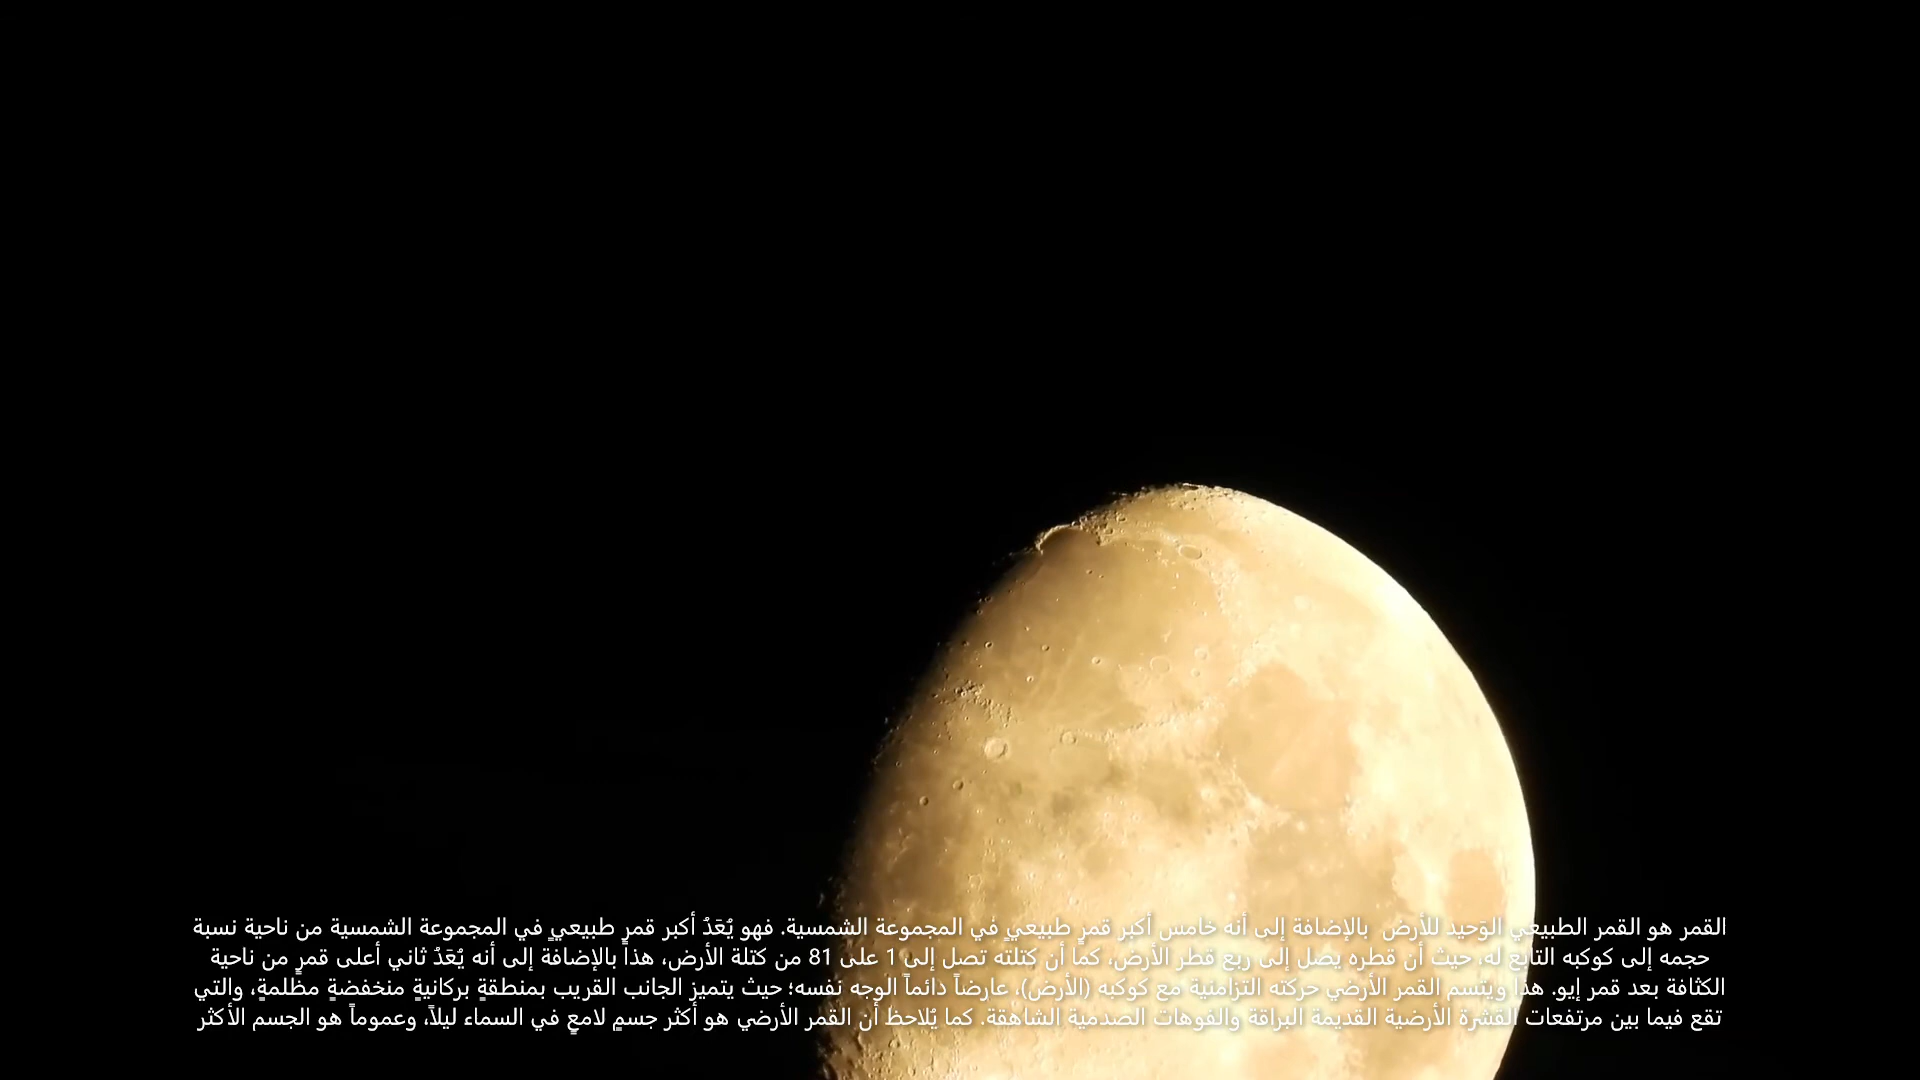 القمر هو القمر الطبيعي الوَحيد للأرض  بالإضافة إلى أنه خامس أكبر قمرٍ طبيعيٍ في المجموعة الشمسية. فهو يُعَدُ أكبر قمرٍ طبيعيٍ في المجموعة الشمسية من ناحية نسبة
حجمه إلى كوكبه التابع له، حيث أن قطره يصل إلى ربع قطر الأرض، كما أن كتلته تصل إلى 1 على 81 من كتلة الأرض، هذا بالإضافة إلى أنه يُعَدُ ثاني أعلى قمرٍ من ناحية
الكثافة بعد قمر إيو. هذا ويتسم القمر الأرضي حركته التزامنية مع كوكبه (الأرض)، عارضاً دائماً الوجه نفسه؛ حيث يتميز الجانب القريب بمنطقةٍ بركانيةٍ منخفضةٍ مظلمةٍ، والتي
تقع فيما بين مرتفعات القشرة الأرضية القديمة البراقة والفوهات الصدمية الشاهقة. كما يُلاحظ أن القمر الأرضي هو أكثر جسمٍ لامعٍ في السماء ليلاً، وعموماً هو الجسم الأكثر